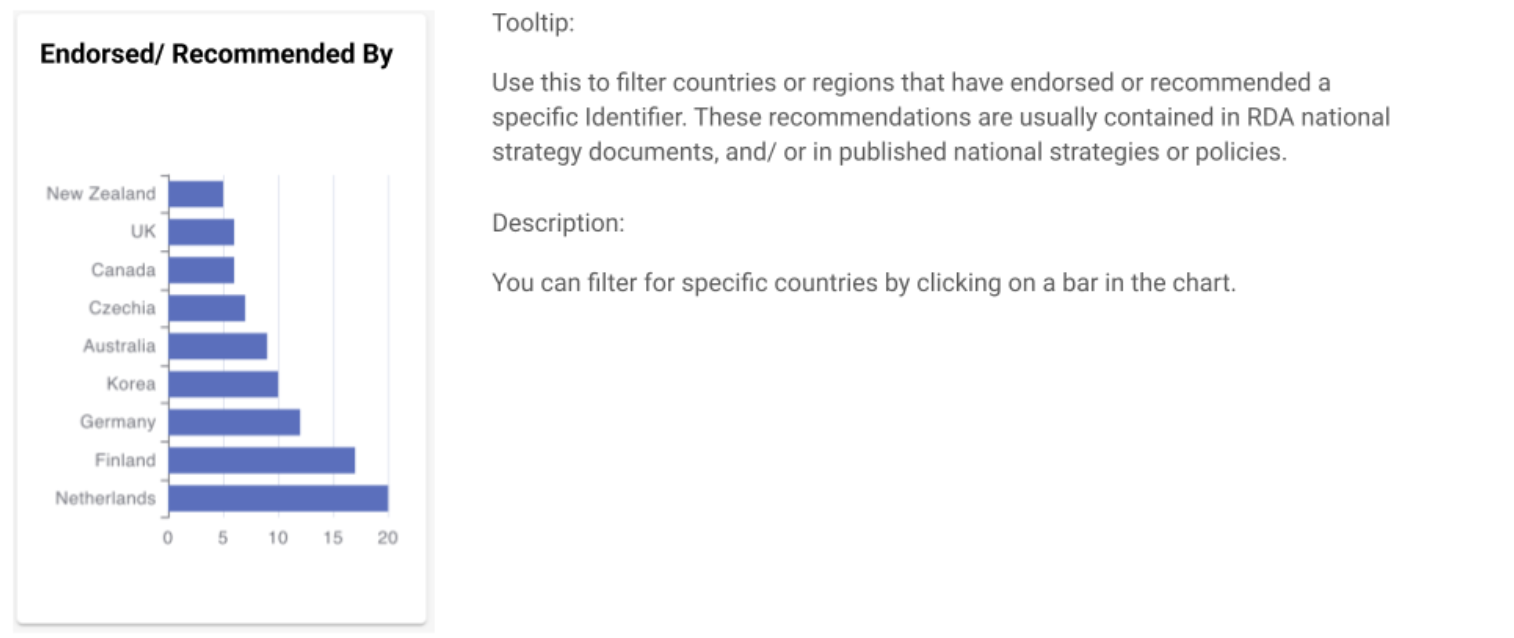 Endorsed/ Recommended By
New Zealand
UK
Canada
Czechia
Australia
Korea
Germany
Finland
Netherlands
0 5 10 15 20
Tooltip:
Use this to filter countries or regions that have endorsed or recommended a
specific Identifier. These recommendations are usually contained in RDA national
strategy documents, and/ or in published national strategies or policies.
Description:
You can filter for specific countries by clicking on a bar in the chart.